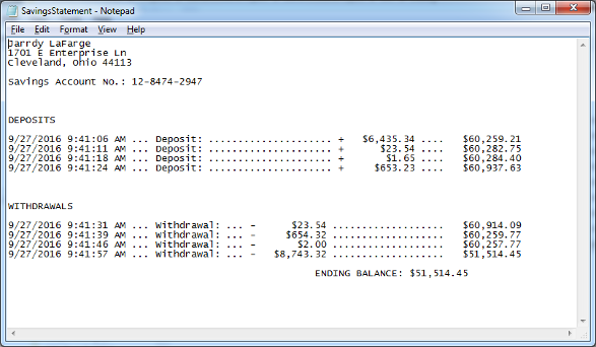 SavingsStatement - Notepad
File Edit Format View Help
Jarrdy LaFarge
1701 E Enterprise Ln
Cleveland, Ohio 44113
Savings Account No.: 12-8474-2947
DEPOSITS
9/27/2016 9:41:06 AM ... Deposit: ...................... + $6,435.34 .... $60,259.21
9/27/2016 9:41:11 AM ... Deposit: ...................... + $23.54 .... $60,282.75
9/27/2016 9:41:18 AM ... Deposit: ...................... + $1.65 .... $60,284.40
9/27/2016 9:41:24 AM ... Deposit: ...................... + $653.23 .... $60,937.63
WITHDRAWALS
9/27/2016 9:41:31 AM ... Withdrawal: ... - $23.54 ................... $60,914.09
9/27/2016 9:41:39 AM ... Withdrawal: ... - $654.32 ................... $60,259.77
9/27/2016 9:41:46 AM ... Withdrawal: ... - $2.00 ................... $60,257.77
9/27/2016 9:41:57 AM ... Withdrawal: ... - $8,743.32 ................... $51,514.45
ENDING BALANCE: $51,514.45